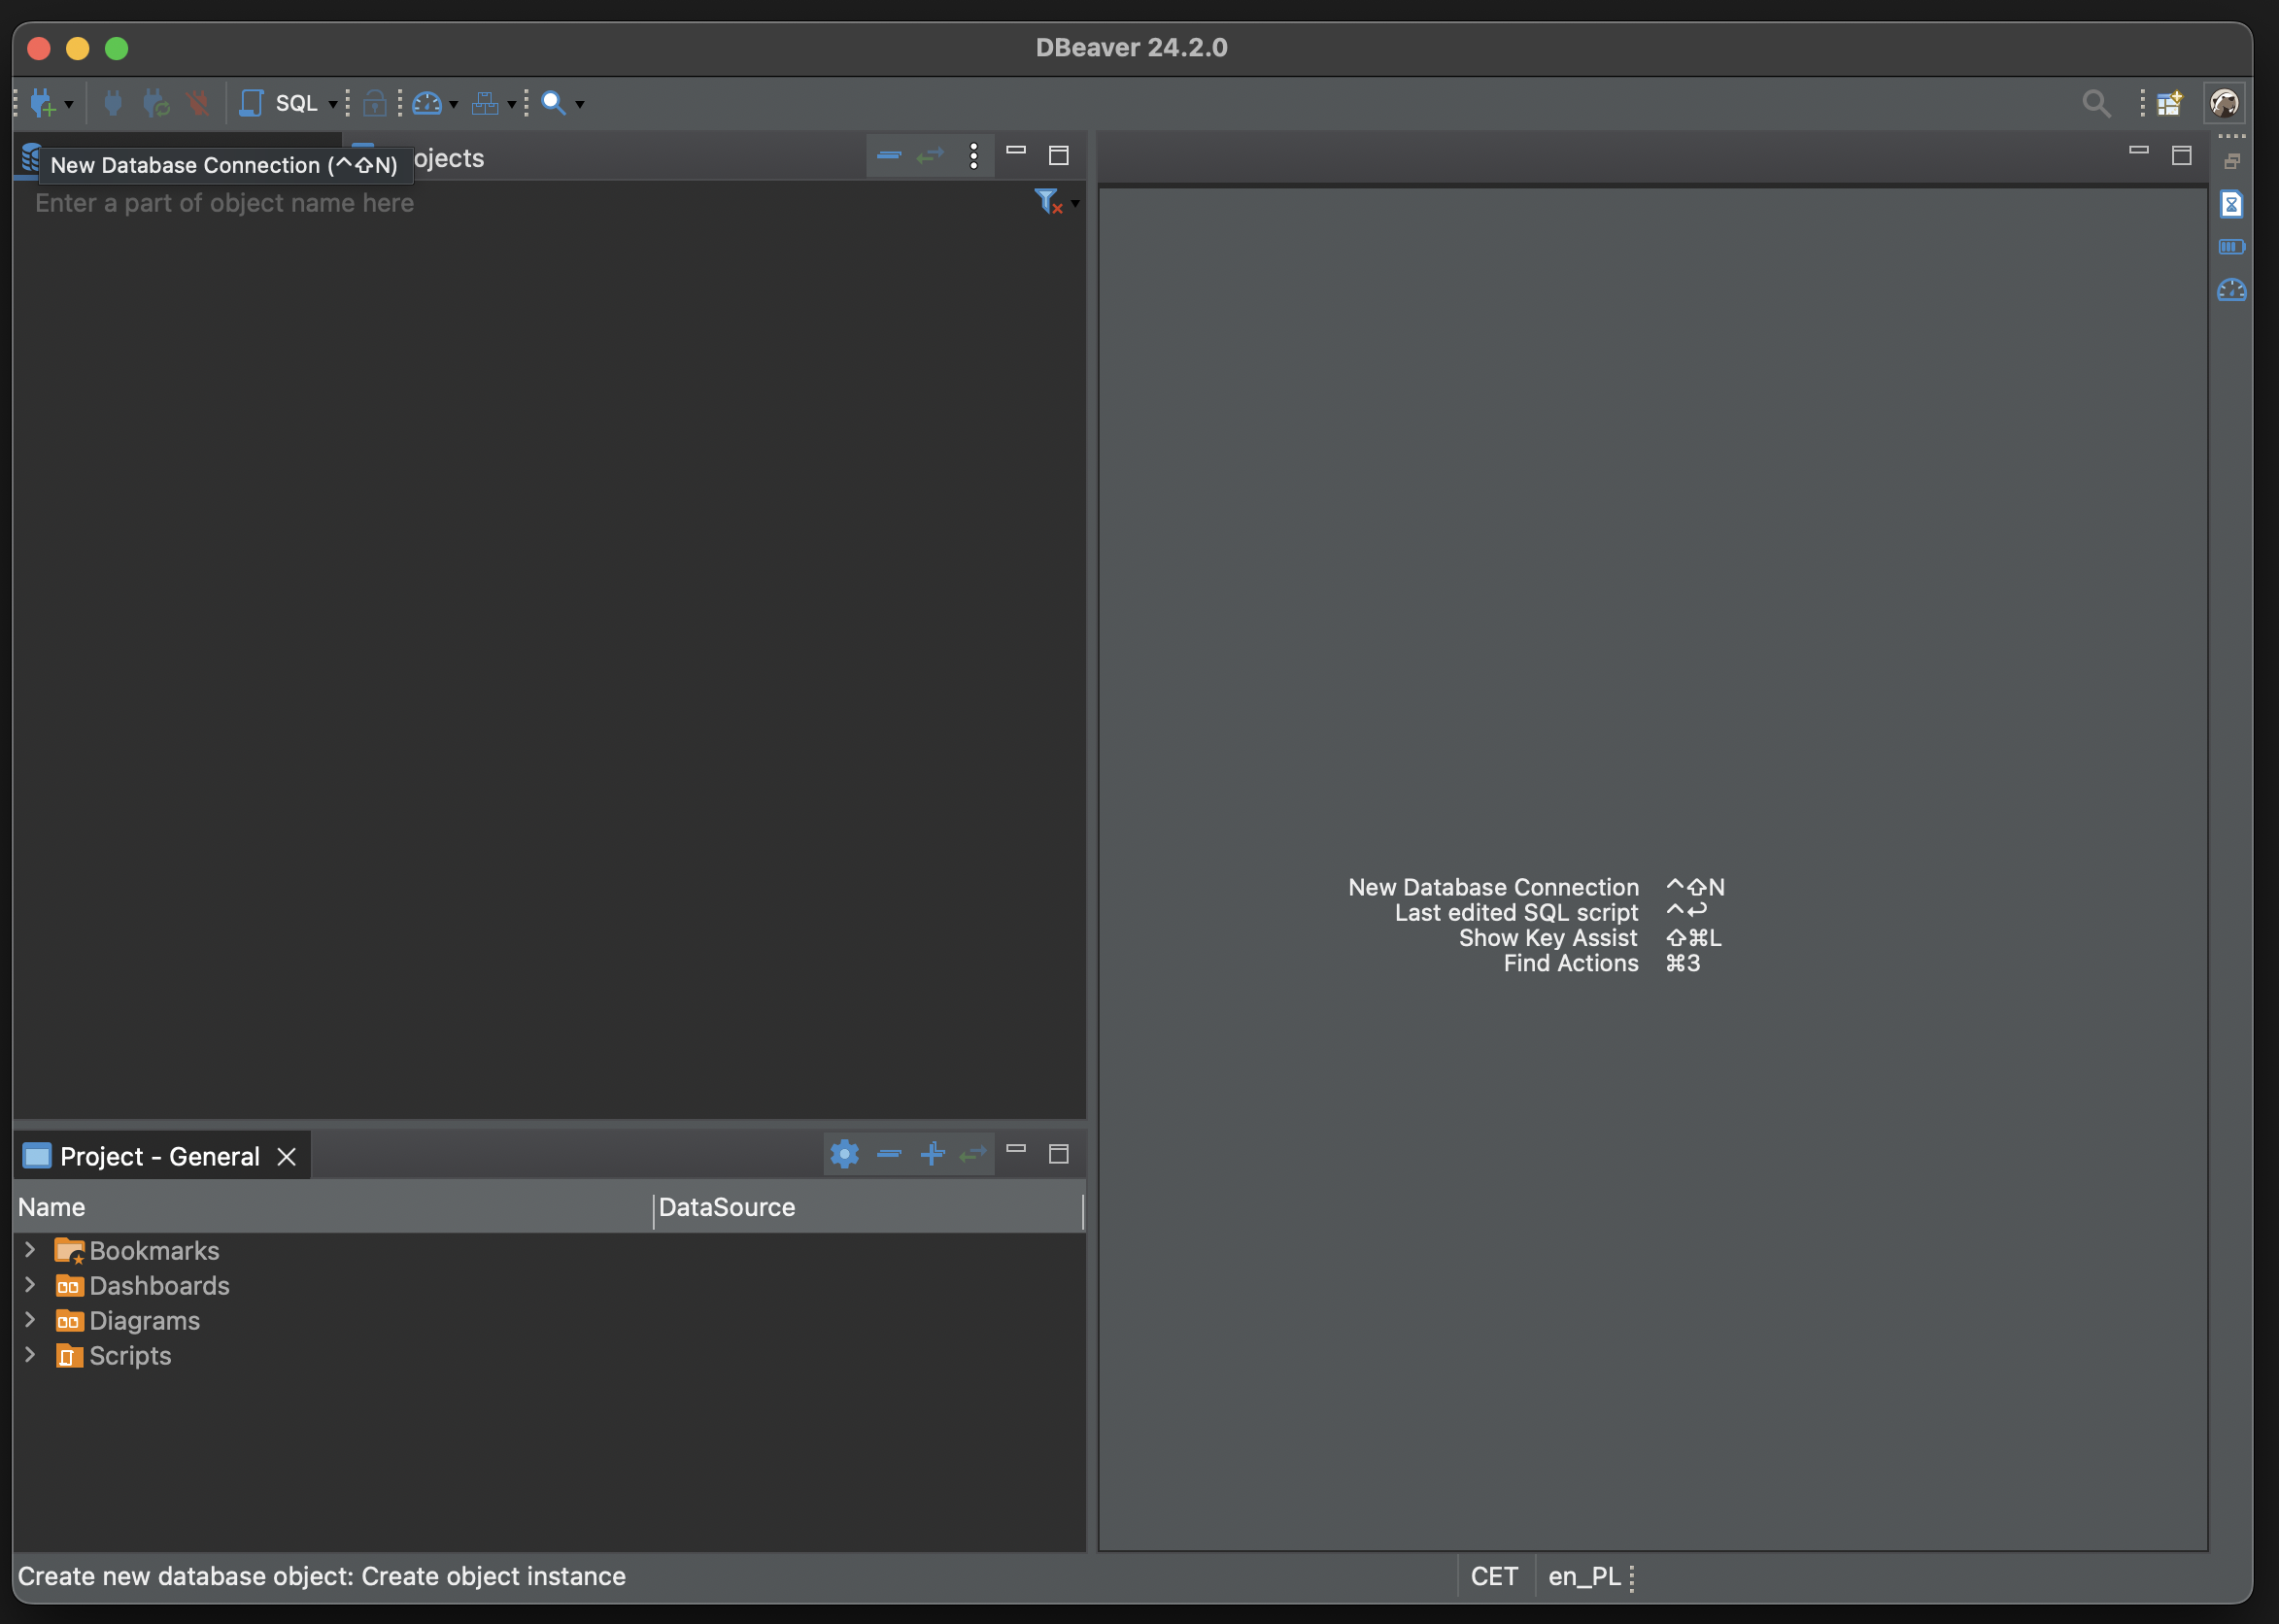 DBeaver 24.2.0
SQL
New Database Connection (^⇧N)
ojects
Enter a part of object name here
New Database Connection ^⇧N
Last edited SQL script ^↩
Show Key Assist ⇧⌘L
Find Actions ⌘3
Project - General
Name DataSource
Bookmarks
Dashboards
Diagrams
Scripts
Create new database object: Create object instance
CET en_PL